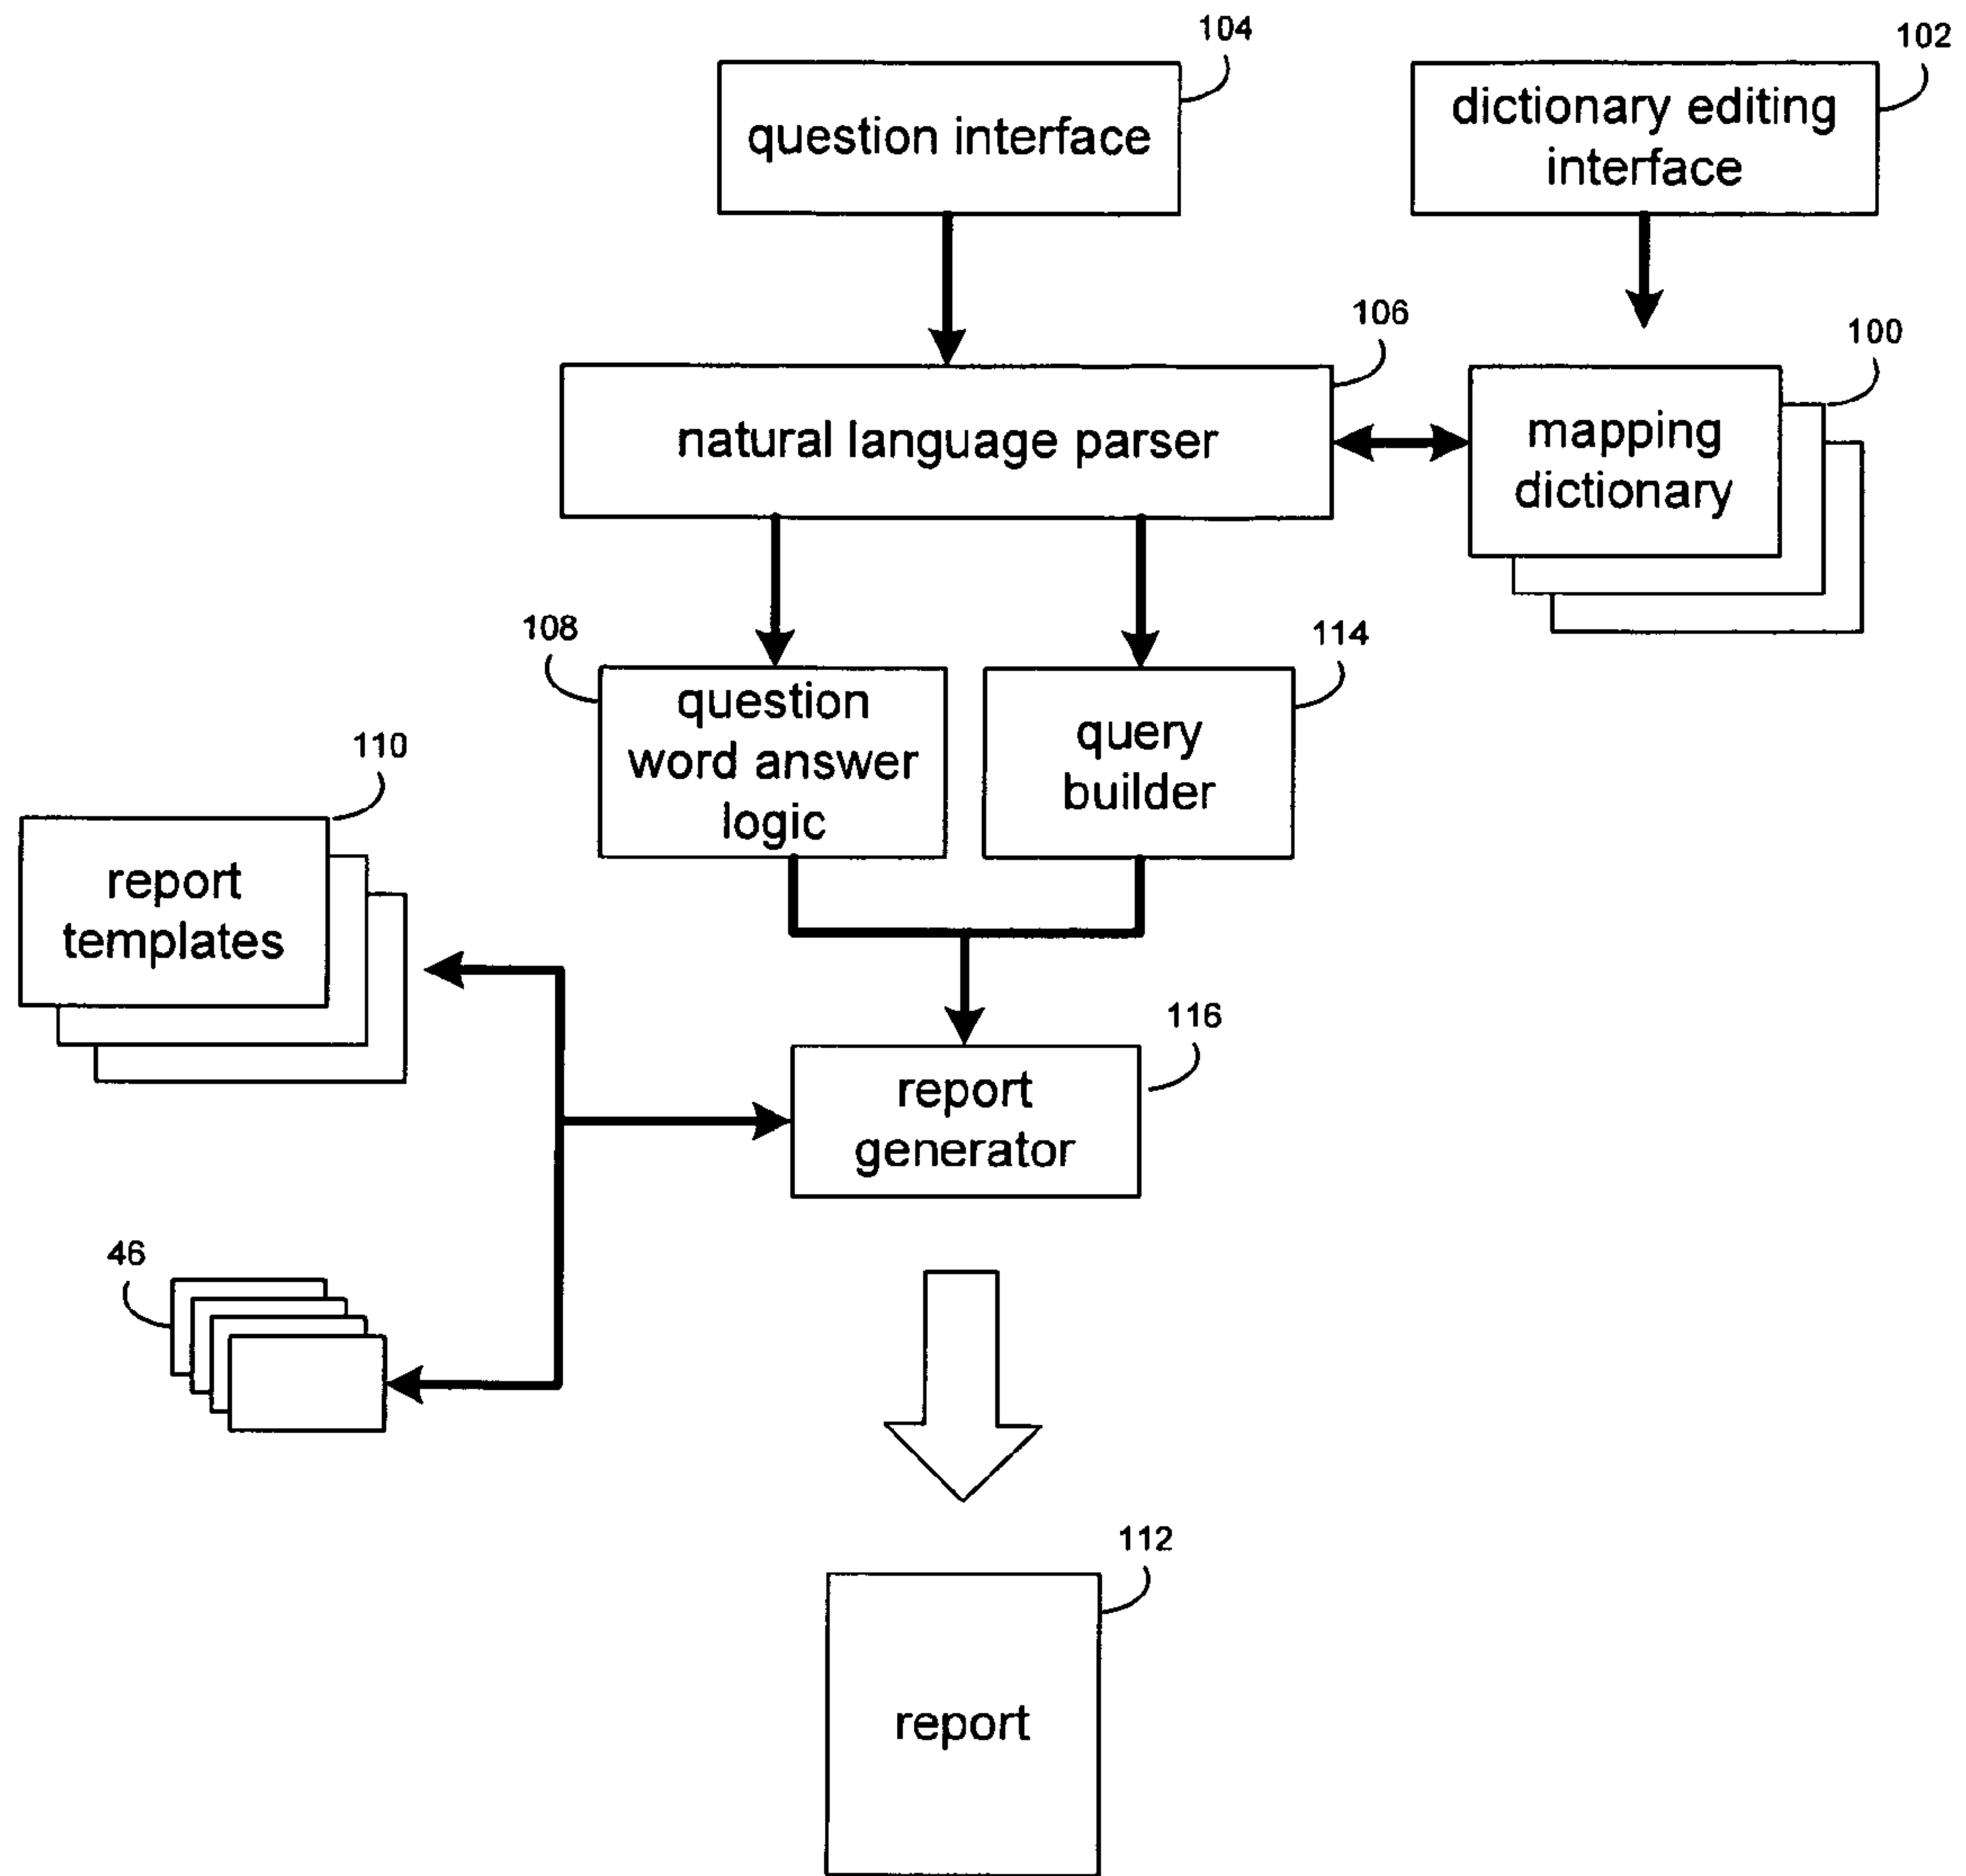 104
102
question interface
dictionary editing
interface
106
100
natural language parser
mapping
dictionary
108
114
question
word answer
logic
query
builder
110
report
templates
116
report
generator
46
112
report